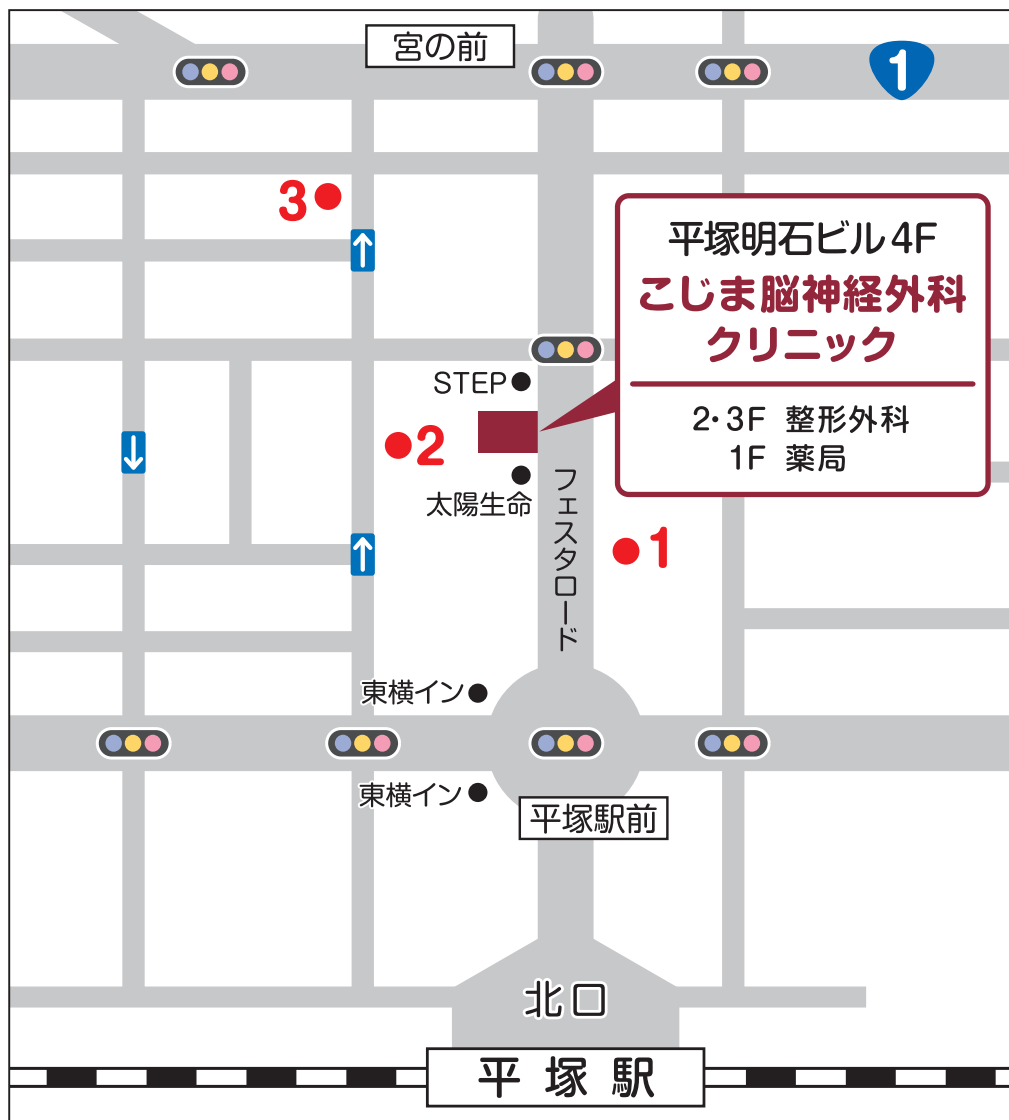 宮の前
1
3
平塚明石ビル4F
こじま脳神経外科
クリニック
2・3F 整形外科
1F 薬局
STEP
2
太陽生命
フェスタロード
1
東横イン
東横イン
平塚駅前
北口
平塚駅